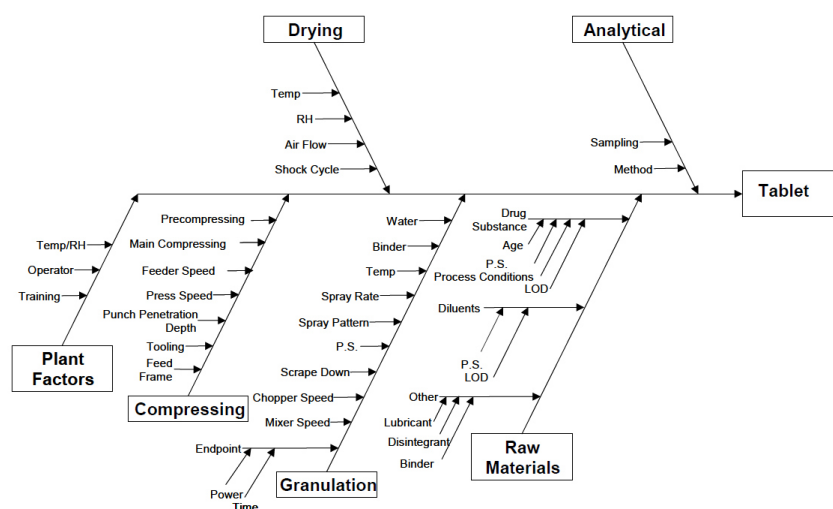 Drying
Analytical
Temp
RH
Air Flow
Shock Cycle
Sampling
Method
Tablet
Temp/RH
Operator
Training
Plant
Factors
Precompressing
Main Compressing
Feeder Speed
Press Speed
Punch Penetration
Depth
Tooling
Feed
Frame
Compressing
Water
Binder
Temp
Spray Rate
Spray Pattern
P.S.
Scrape Down
Chopper Speed
Mixer Speed
Endpoint
Power
Time
Granulation
Drug
Substance
Age
P.S.
Process Conditions
LOD
Diluents
P.S.
LOD
Other
Lubricant
Disintegrant
Binder
Raw
Materials